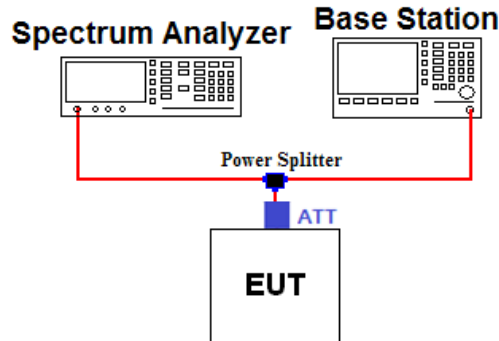 Spectrum Analyzer
Base Station
Power Splitter
ATT
EUT